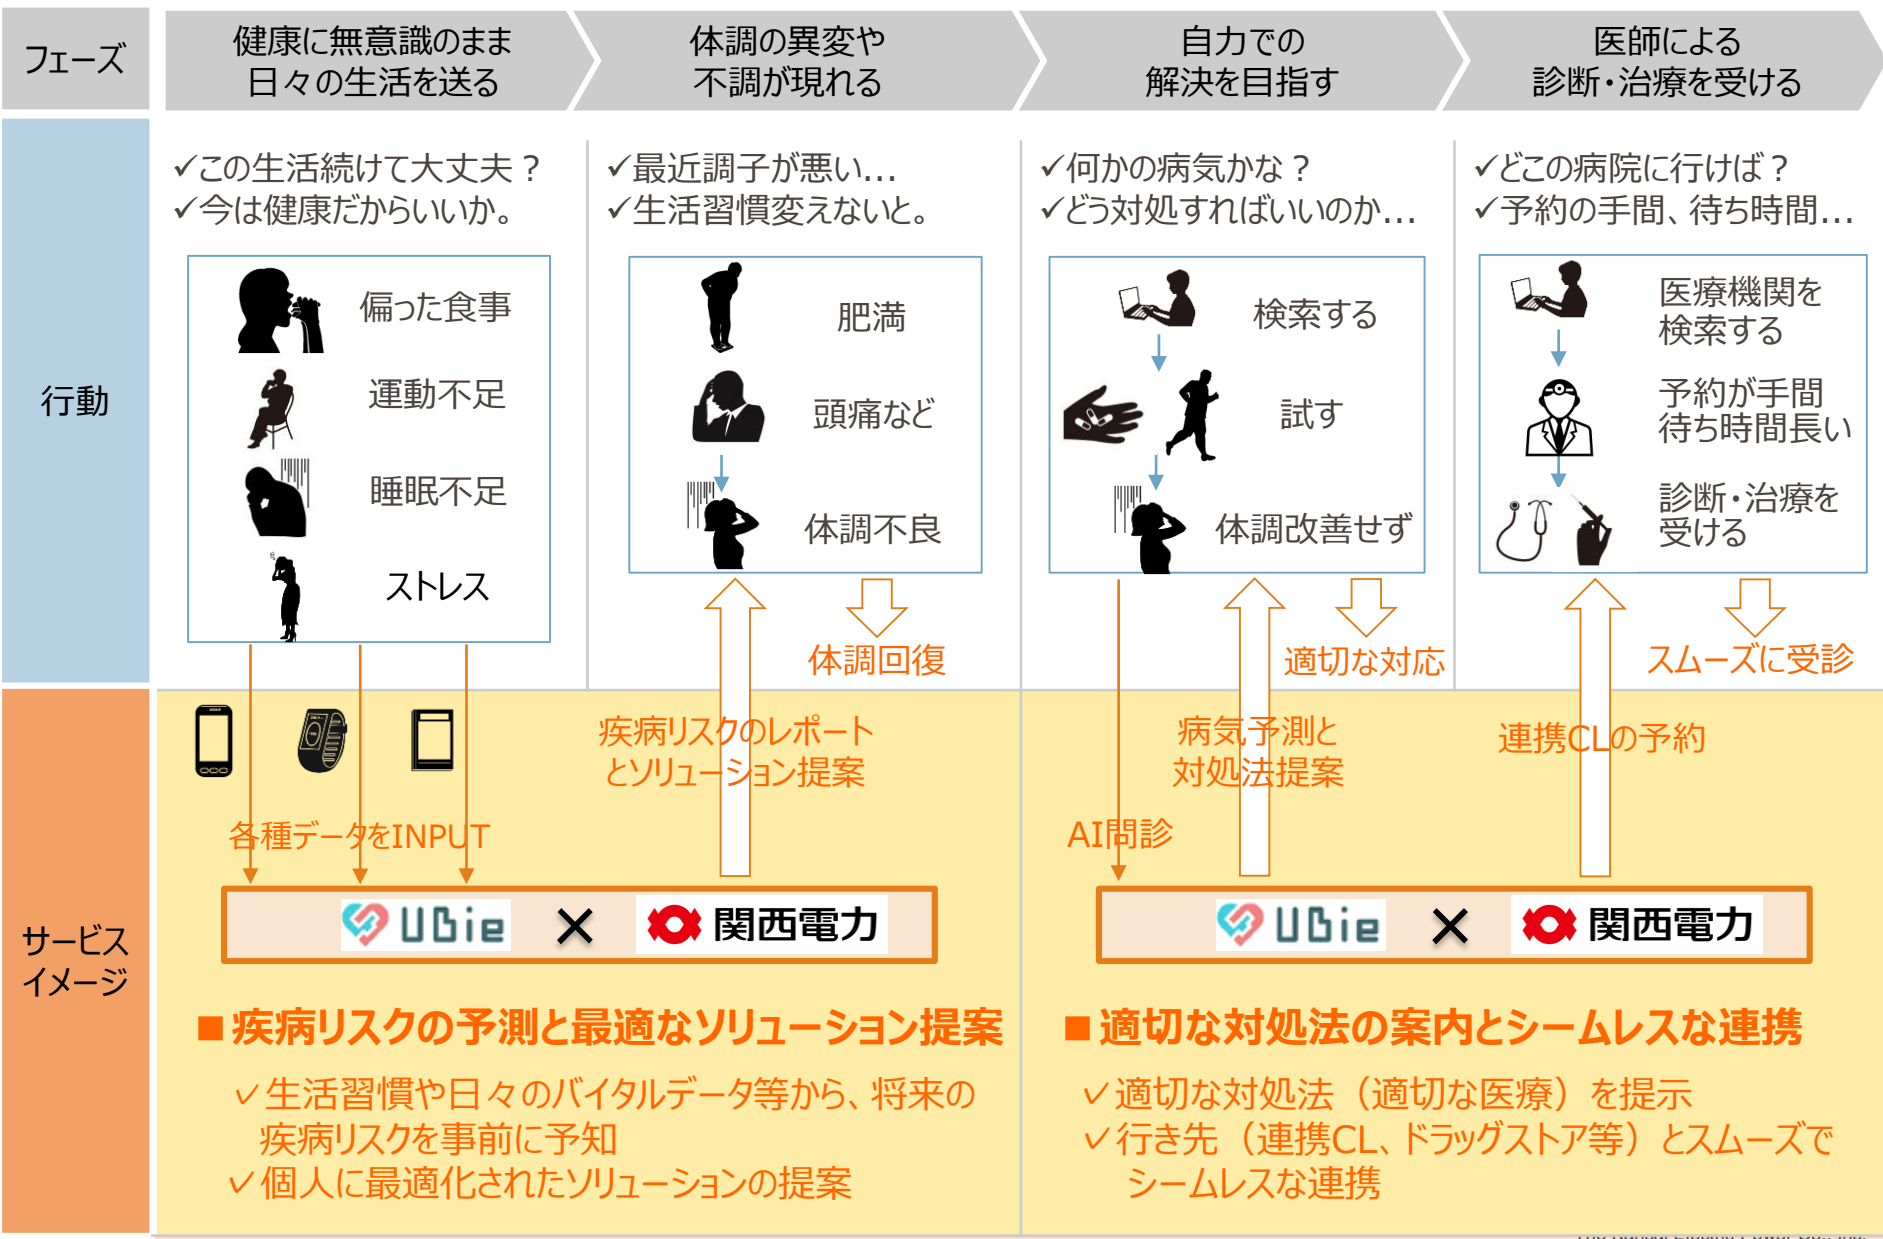 フェーズ
健康に無意識のまま
日々の生活を送る
体調の異変や
不調が現れる
自力での
解決を目指す
医師による
診断・治療を受ける
行動
✓この生活続けて大丈夫？
✓今は健康だからいいか。
偏った食事
運動不足
睡眠不足
ストレス
✓最近調子が悪い…
✓生活習慣変えないと。
肥満
頭痛など
体調不良
体調回復
✓何かの病気かな？
✓どう対処すればいいのか…
検索する
試す
体調改善せず
適切な対応
✓どこの病院に行けば？
✓予約の手間、待ち時間…
医療機関を
検索する
予約が手間
待ち時間長い
診断・治療を
受ける
スムーズに受診
サービス
イメージ
各種データをINPUT
疾病リスクのレポート
とソリューション提案
Ubie × 関西電力
■疾病リスクの予測と最適なソリューション提案
✓生活習慣や日々のバイタルデータ等から、将来の
疾病リスクを事前に予知
✓個人に最適化されたソリューションの提案
AI問診
病気予測と
対処法提案
連携CLの予約
Ubie × 関西電力
■適切な対処法の案内とシームレスな連携
✓適切な対処法（適切な医療）を提示
✓行き先（連携CL、ドラッグストア等）とスムーズで
シームレスな連携